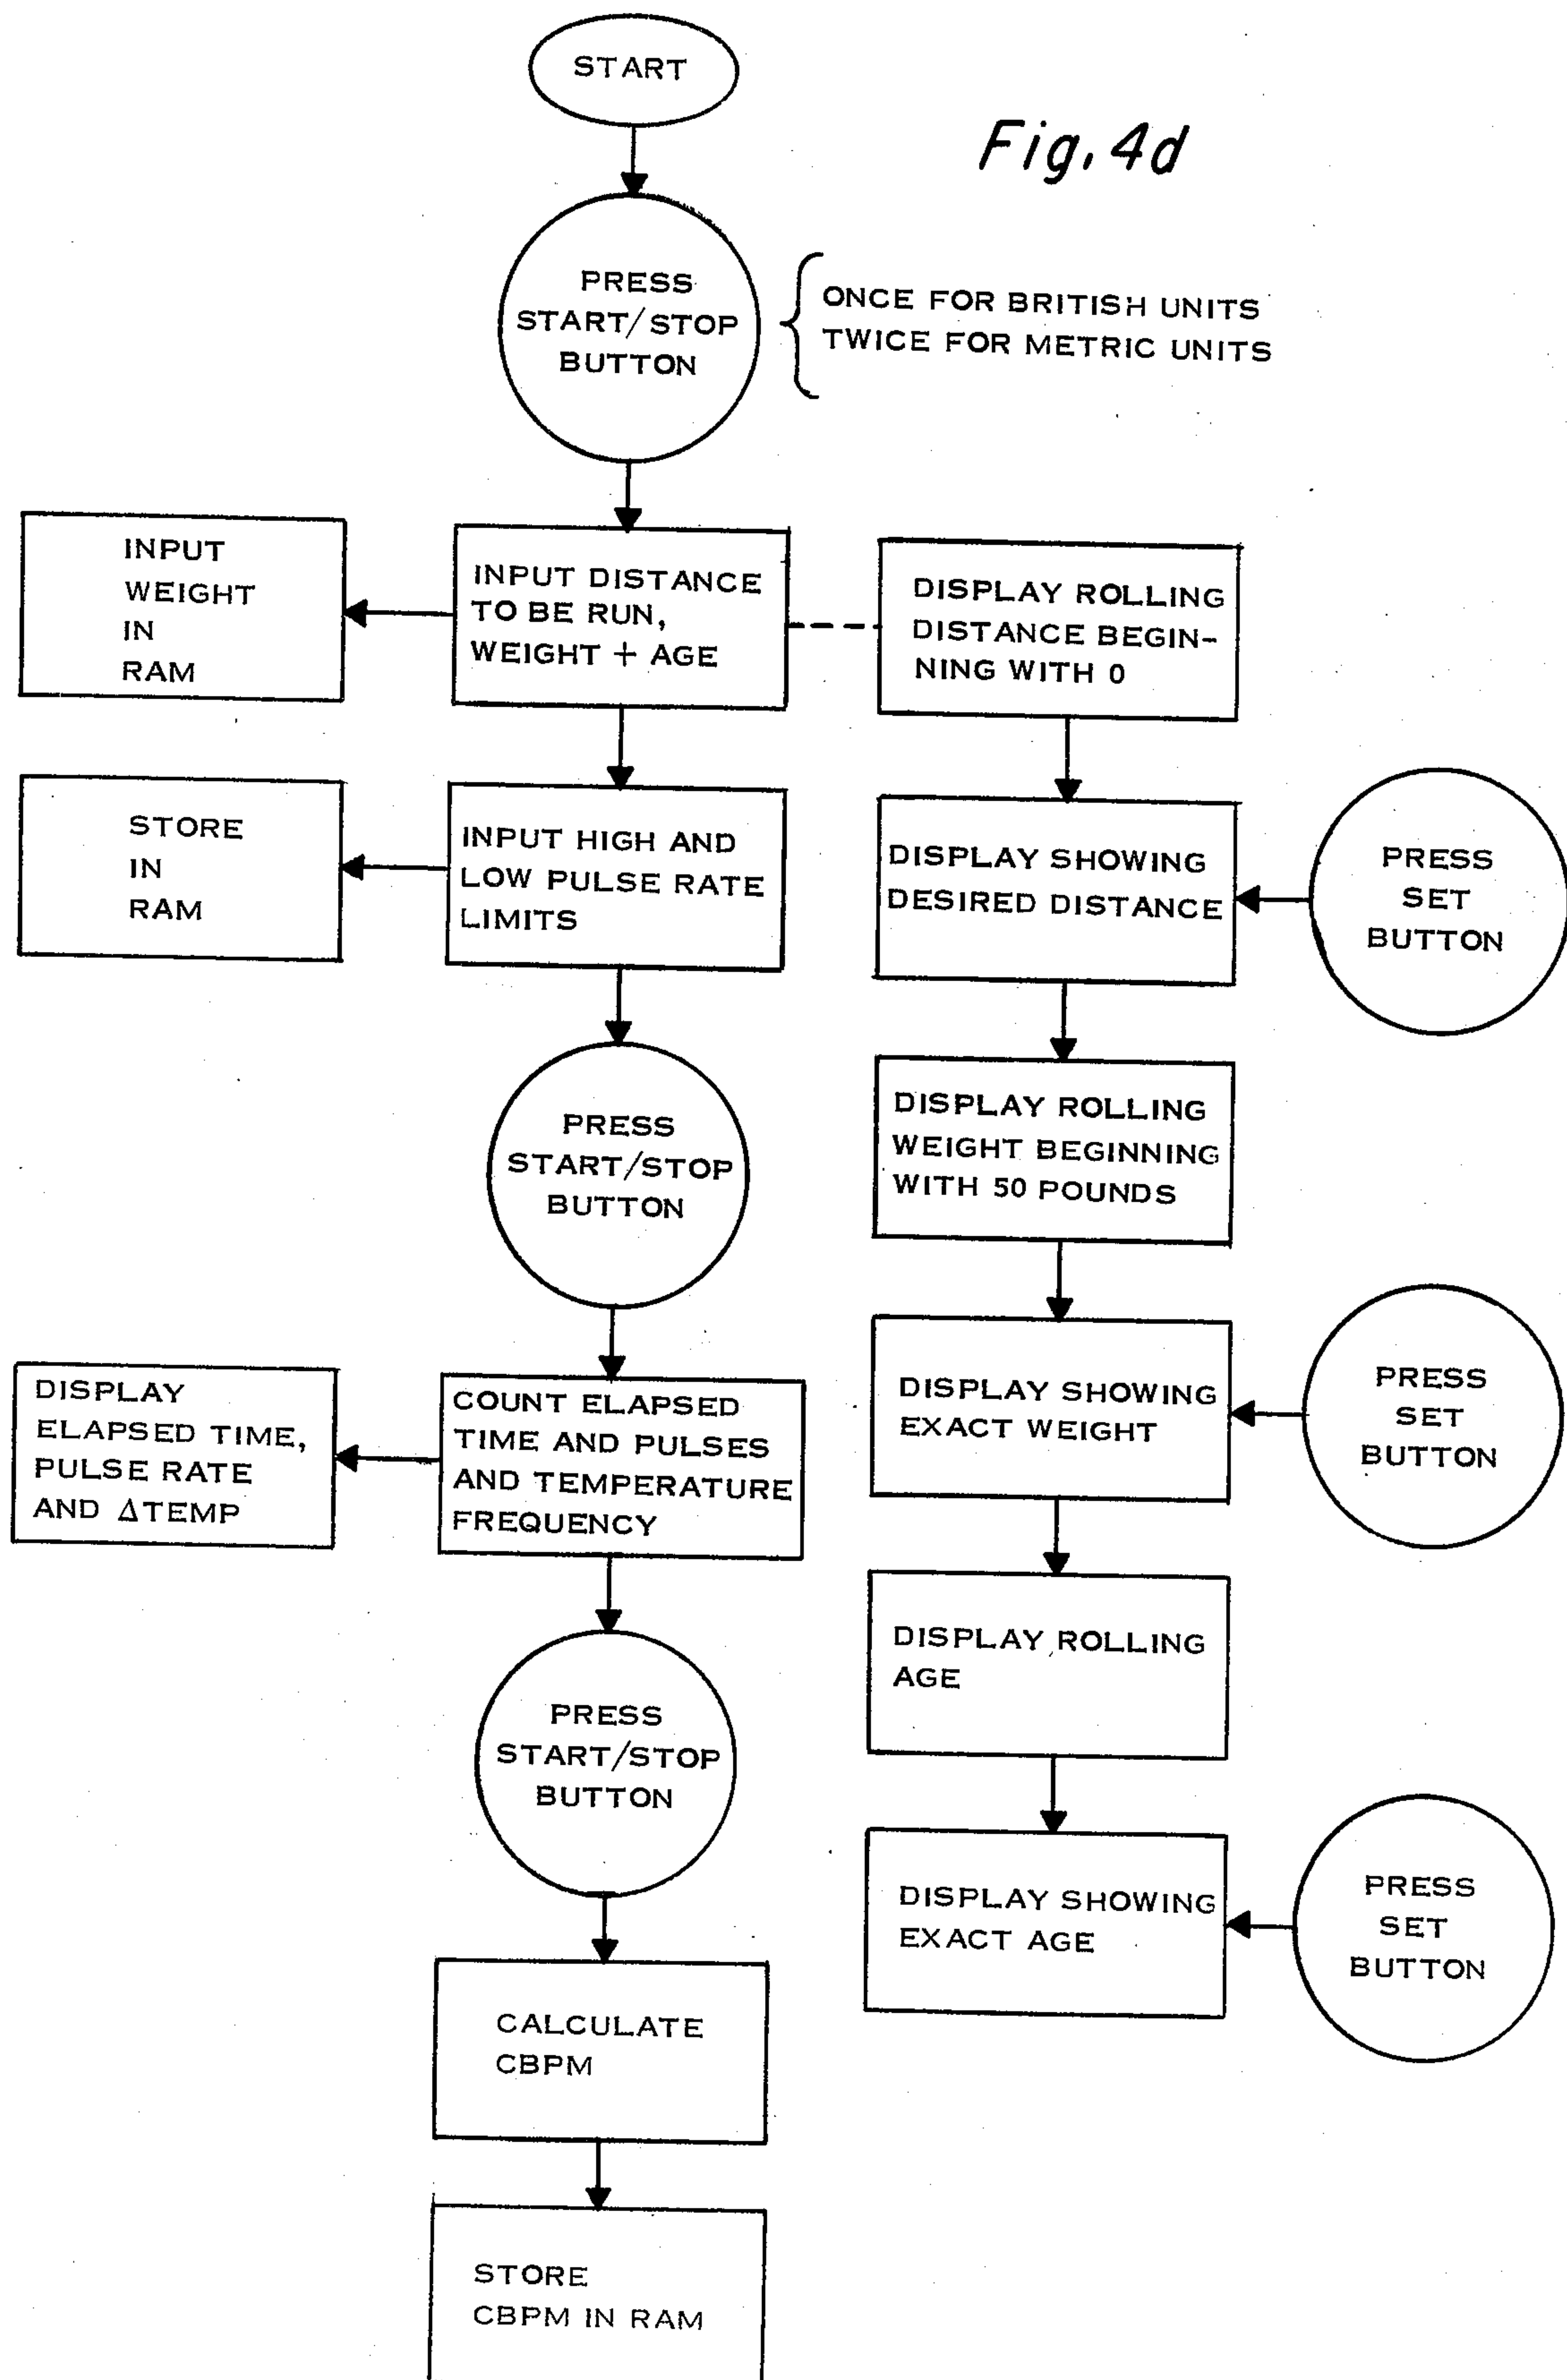 START
Fig. 4d
PRESS
START/STOP
BUTTON
ONCE FOR BRITISH UNITS
TWICE FOR METRIC UNITS
INPUT
WEIGHT
IN
RAM
INPUT DISTANCE
TO BE RUN,
WEIGHT + AGE
DISPLAY ROLLING
DISTANCE BEGIN-
NING WITH 0
STORE
IN
RAM
INPUT HIGH AND
LOW PULSE RATE
LIMITS
DISPLAY SHOWING
DESIRED DISTANCE
PRESS
SET
BUTTON
PRESS
START/STOP
BUTTON
DISPLAY ROLLING
WEIGHT BEGINNING
WITH 50 POUNDS
DISPLAY
ELAPSED TIME,
PULSE RATE
AND ΔTEMP
COUNT ELAPSED
TIME AND PULSES
AND TEMPERATURE
FREQUENCY
DISPLAY SHOWING
EXACT WEIGHT
PRESS
SET
BUTTON
PRESS
START/STOP
BUTTON
DISPLAY ROLLING
AGE
DISPLAY SHOWING
EXACT AGE
PRESS
SET
BUTTON
CALCULATE
CBPM
STORE
CBPM IN RAM